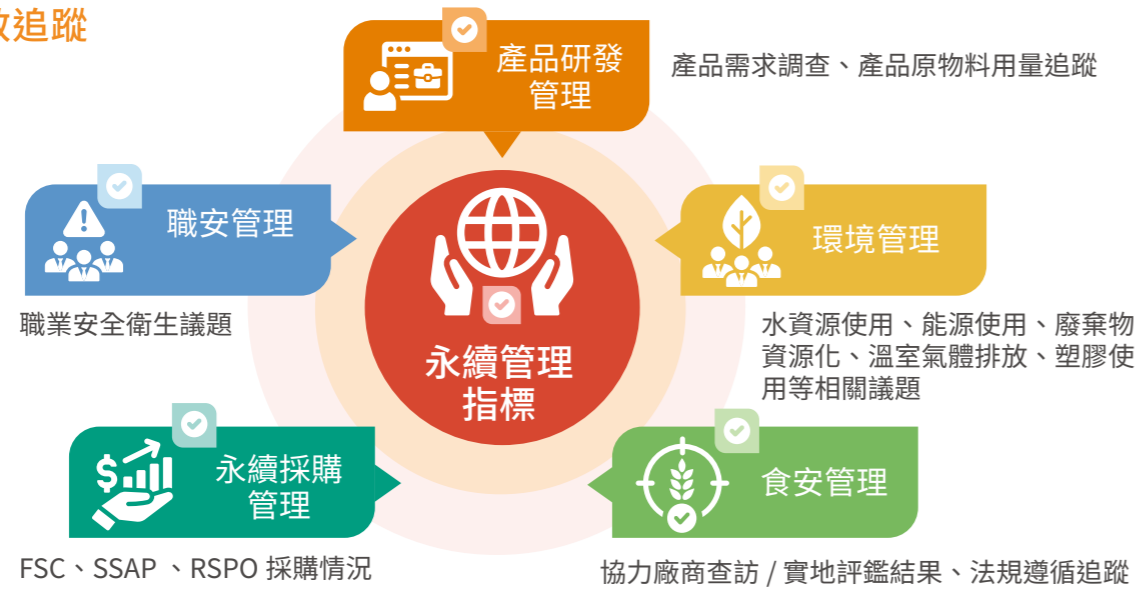 追蹤
產品研發
管理
產品需求調查、產品原物料用量追蹤
職安管理
職業安全衛生議題
環境管理
水資源使用、能源使用、廢棄物
資源化、溫室氣體排放、塑膠使
用等相關議題
永續管理
指標
永續採購
管理
FSC、SSAP 、RSPO 採購情況
食安管理
協力廠商查訪 / 實地評鑑結果、法規遵循追蹤